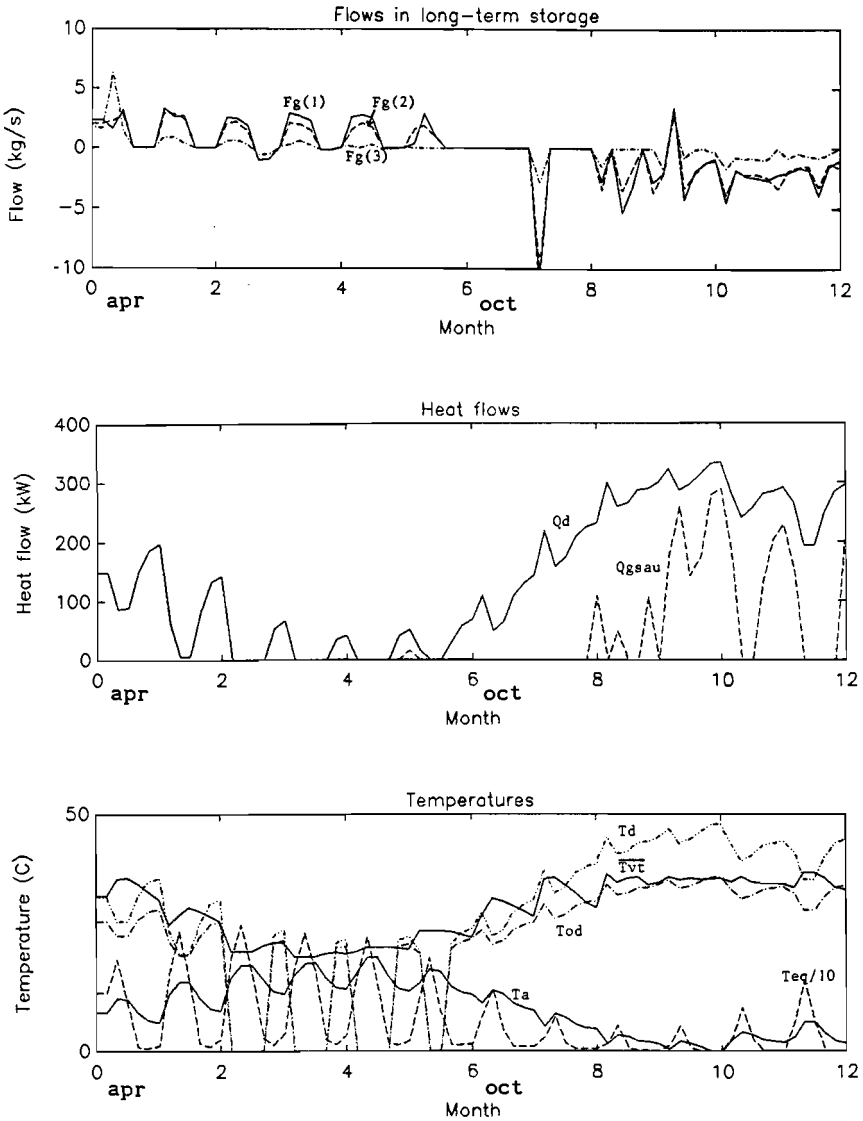 Flows in long-term storage
10
5
0
-5
-10
Flow (kg/s)
Fg(1)
Fg(2)
Fg(3)
0 2 4 6 8 10 12
apr oct
Month
Heat flows
400
300
200
100
0
Heat flow (kW)
Qd
Qgsau
0 2 4 6 8 10 12
apr oct
Month
Temperatures
50
0
Temperature (C)
Td
Tvt
Tod
Ta
Teq/10
0 2 4 6 8 10 12
apr oct
Month